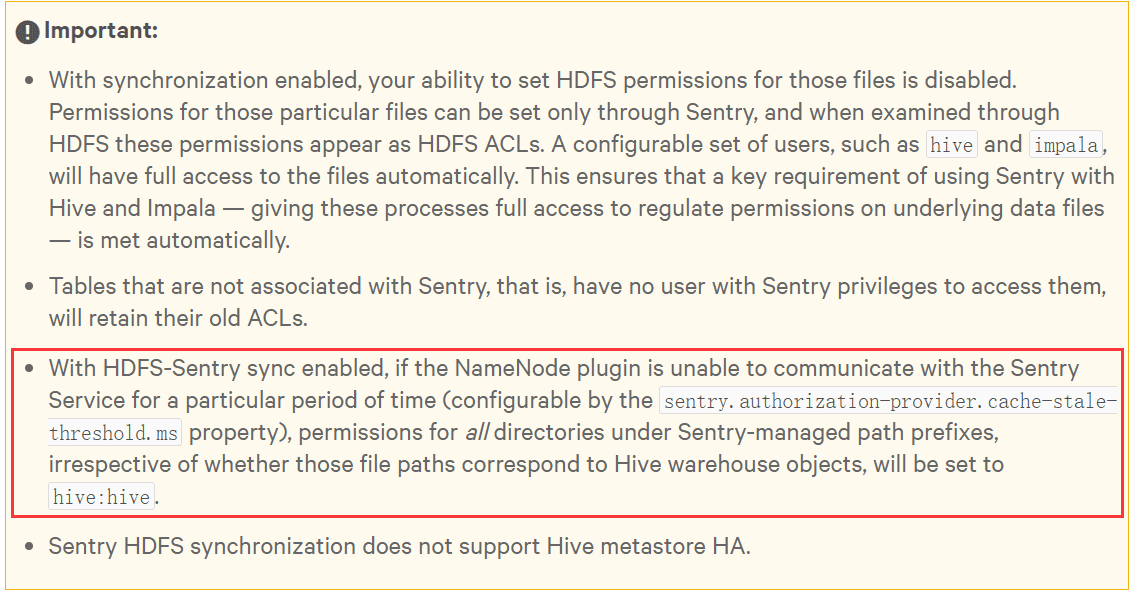 Important:
• With synchronization enabled, your ability to set HDFS permissions for those files is disabled.
Permissions for those particular files can be set only through Sentry, and when examined through
HDFS these permissions appear as HDFS ACLs. A configurable set of users, such as hive and impala,
will have full access to the files automatically. This ensures that a key requirement of using Sentry with
Hive and Impala — giving these processes full access to regulate permissions on underlying data files
— is met automatically.
• Tables that are not associated with Sentry, that is, have no user with Sentry privileges to access them,
will retain their old ACLs.
• With HDFS-Sentry sync enabled, if the NameNode plugin is unable to communicate with the Sentry
Service for a particular period of time (configurable by the sentry.authorization-provider.cache-stale-
threshold.ms property), permissions for all directories under Sentry-managed path prefixes,
irrespective of whether those file paths correspond to Hive warehouse objects, will be set to
hive:hive.
• Sentry HDFS synchronization does not support Hive metastore HA.